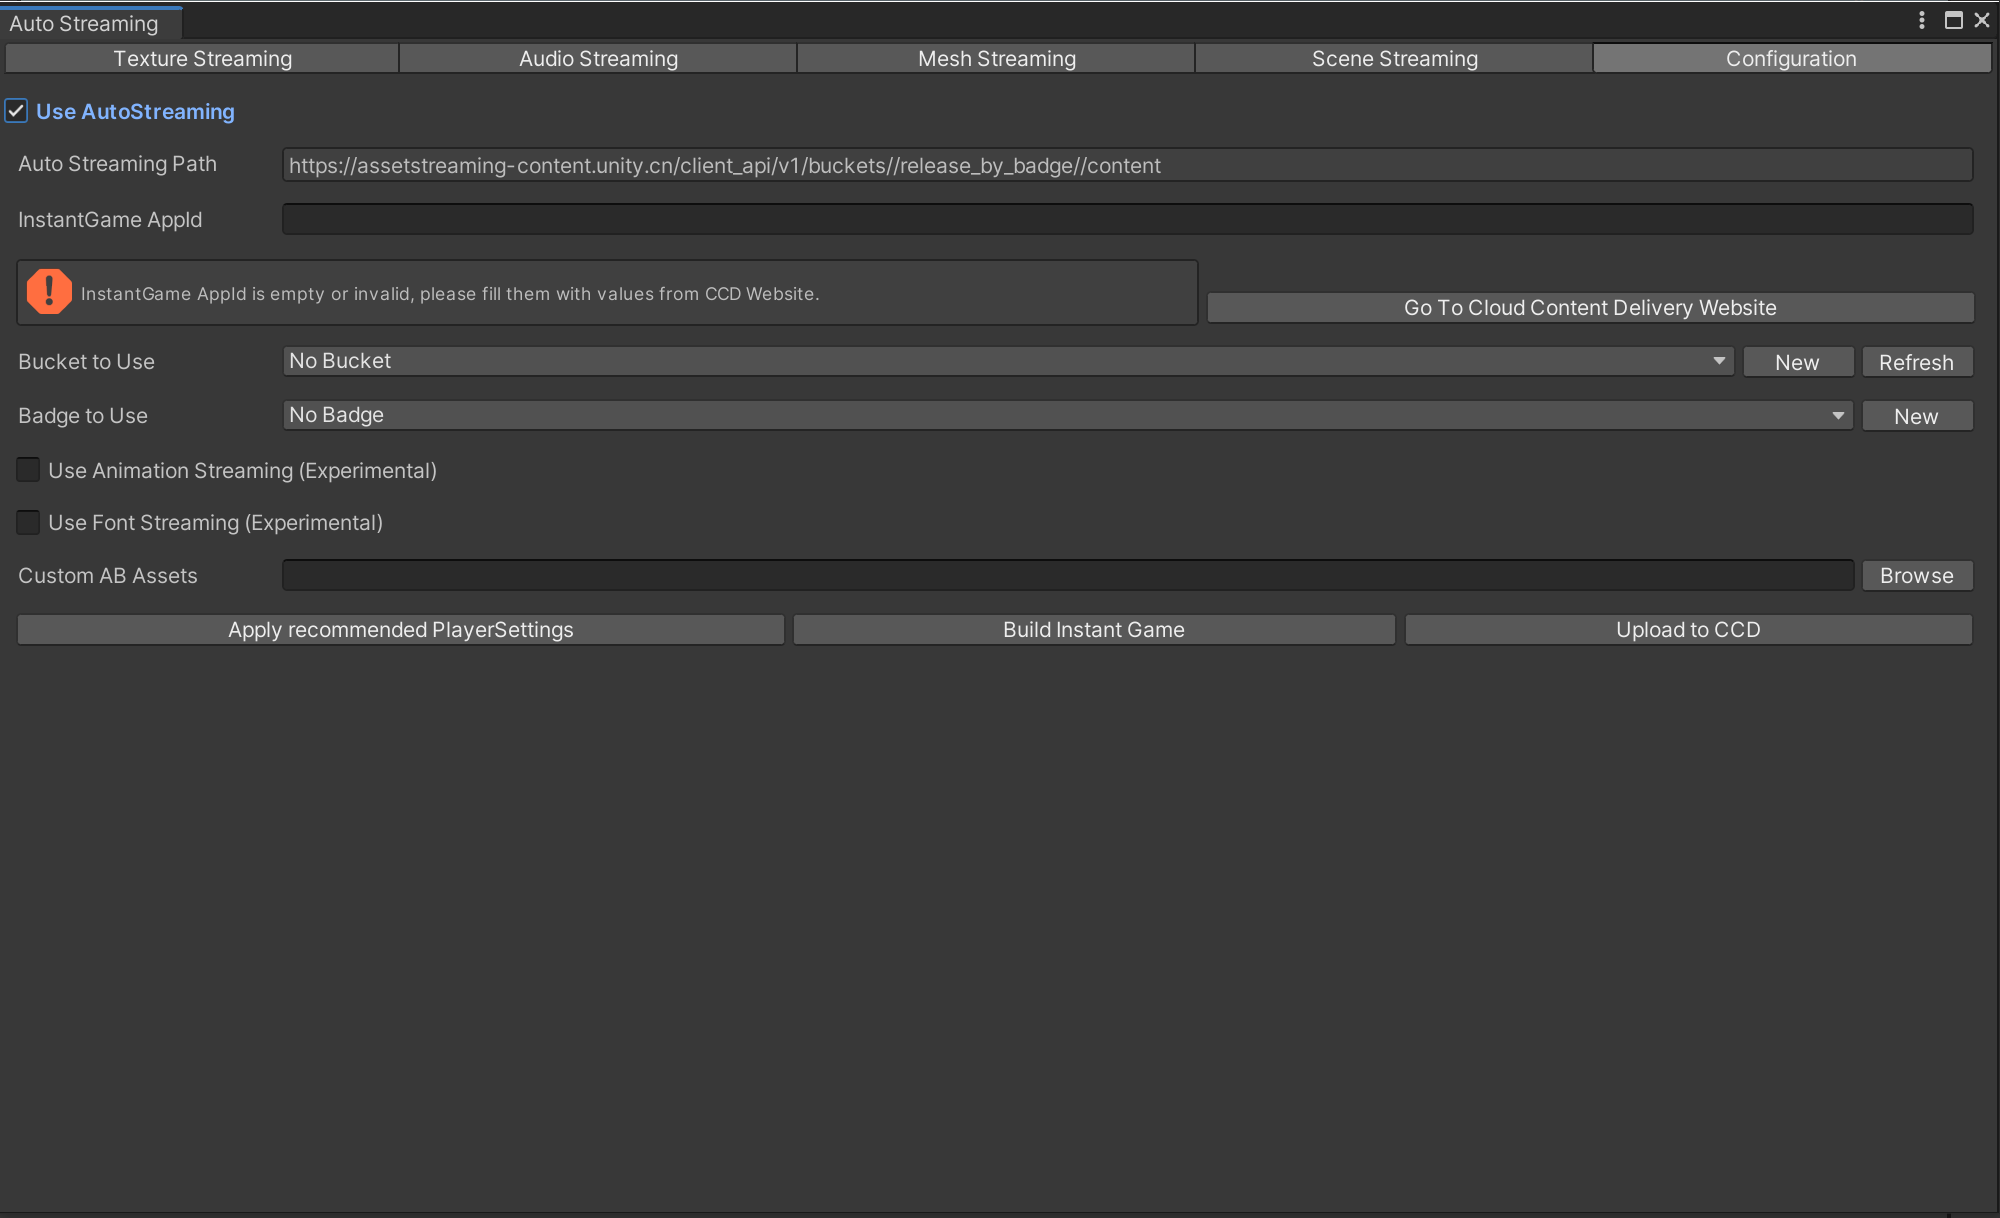 Auto Streaming
Texture Streaming Audio Streaming Mesh Streaming Scene Streaming Configuration
Use AutoStreaming
Auto Streaming Path https://assetstreaming-content.unity.cn/client_api/v1/buckets//release_by_badge//content
InstantGame AppId
InstantGame AppId is empty or invalid, please fill them with values from CCD Website.
Go To Cloud Content Delivery Website
Bucket to Use No Bucket New Refresh
Badge to Use No Badge New
Use Animation Streaming (Experimental)
Use Font Streaming (Experimental)
Custom AB Assets Browse
Apply recommended PlayerSettings Build Instant Game Upload to CCD